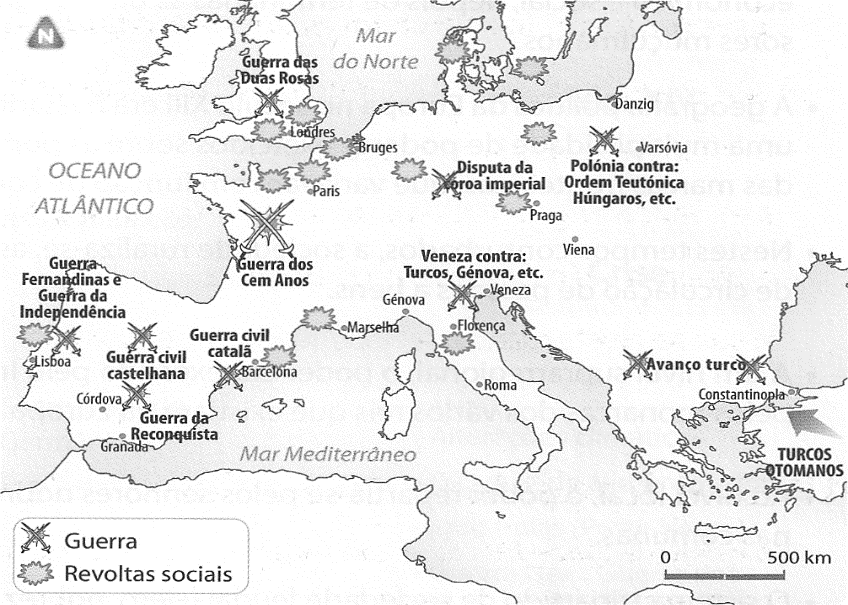 N
Mar
do Norte
Guerra das
Duas Rosas
Londres
Bruges
Paris
Danzig
Varsóvia
Disputa da
coroa imperial
Polónia contra:
Ordem Teutónica
Húngaros, etc.
Praga
Viena
OCEANO
ATLÂNTICO
Guerra dos
Cem Anos
Veneza contra:
Turcos, Génova, etc.
Veneza
Génova
Marselha
Florença
Roma
Guerra
Fernandinas e
Guerra da
Independência
Lisboa
Guerra civil
castelhana
Guerra civil
catalã
Barcelona
Córdova
Guerra da
Reconquista
Granada
Mar Mediterrâneo
Avanço turco
Constantinopla
TURCOS
OTOMANOS
Guerra
Revoltas sociais
0
500 km